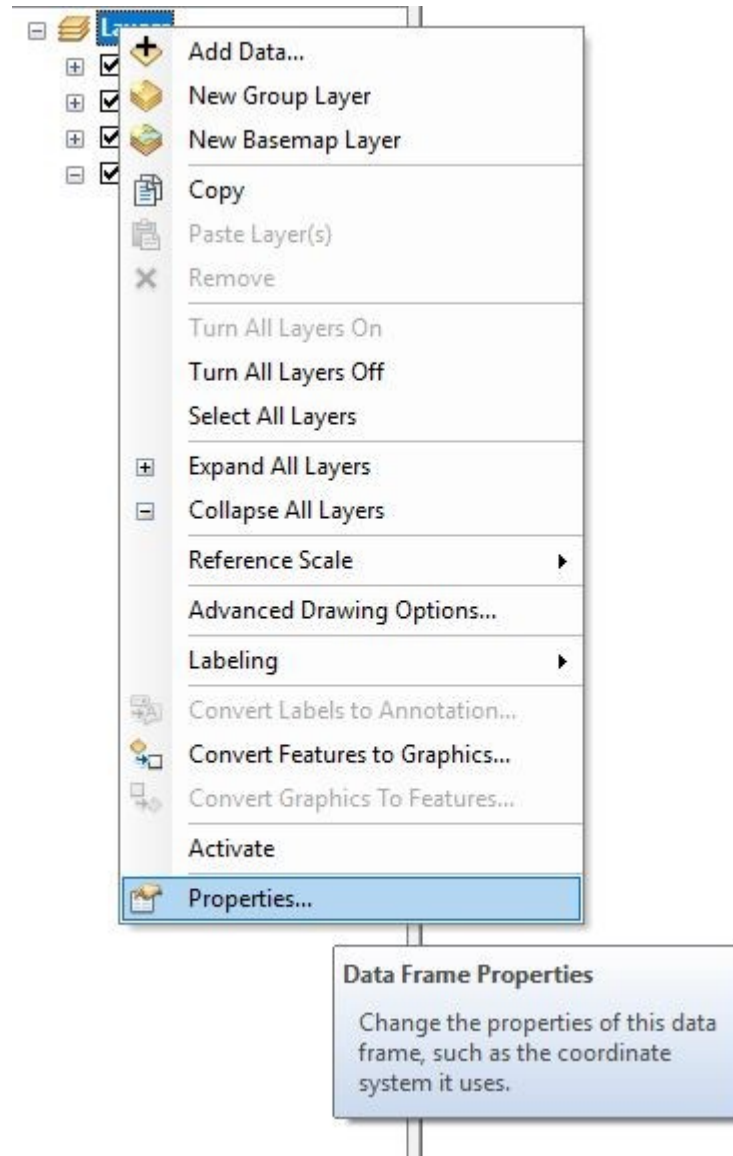 Add Data...
New Group Layer
New Basemap Layer
Copy
Paste Layer(s)
Remove
Turn All Layers On
Turn All Layers Off
Select All Layers
Expand All Layers
Collapse All Layers
Reference Scale
Advanced Drawing Options...
Labeling
Convert Labels to Annotation...
Convert Features to Graphics...
Convert Graphics To Features...
Activate
Properties...
Data Frame Properties
Change the properties of this data
frame, such as the coordinate
system it uses.